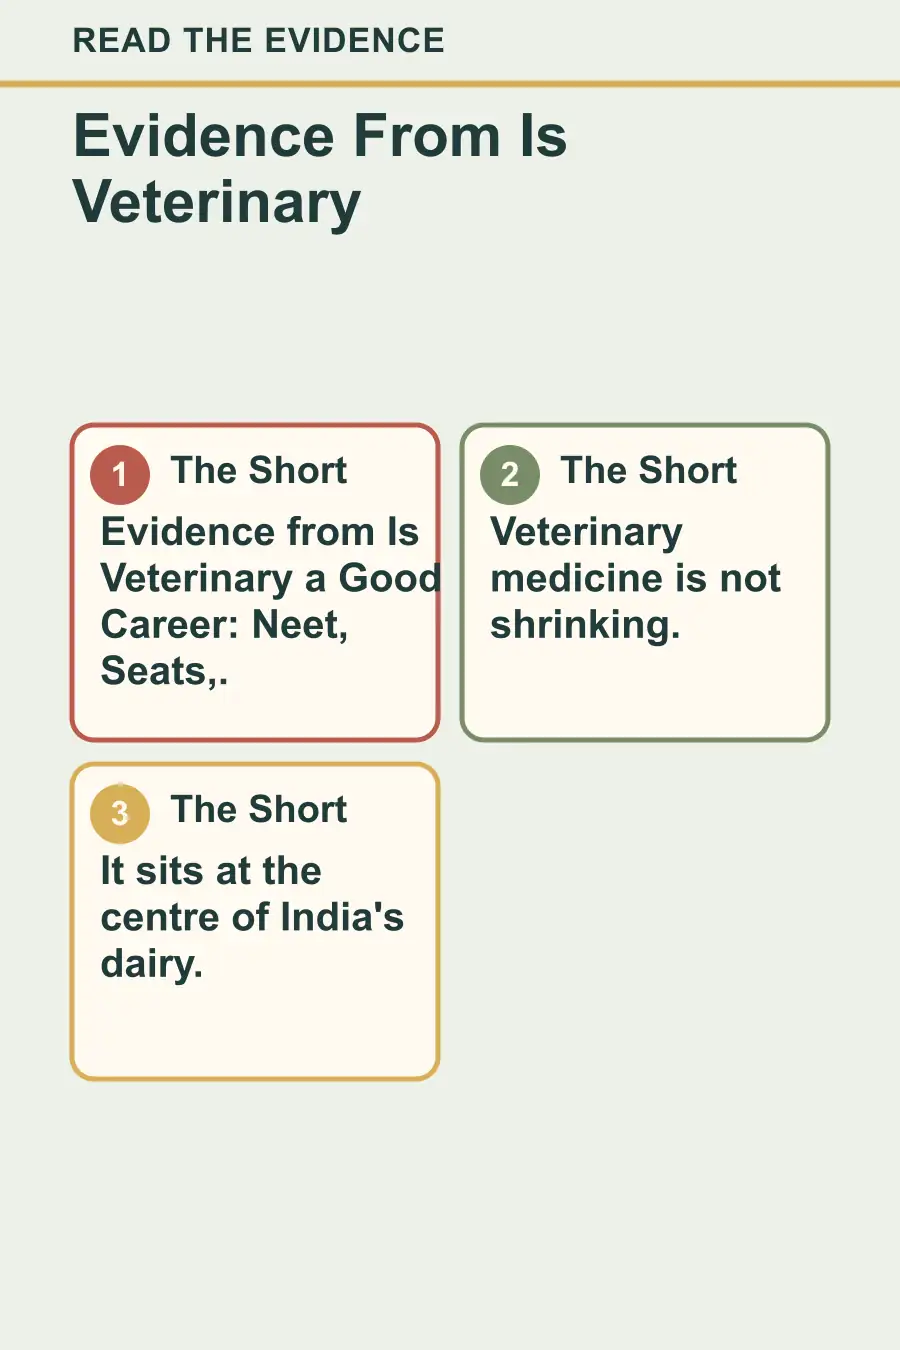 READ THE EVIDENCE
Evidence From Is
Veterinary
1 The Short
Evidence from Is
Veterinary a Good
Career: Neet,
Seats,.
2 The Short
Veterinary
medicine is not
shrinking.
3 The Short
It sits at the
centre of India's
dairy.